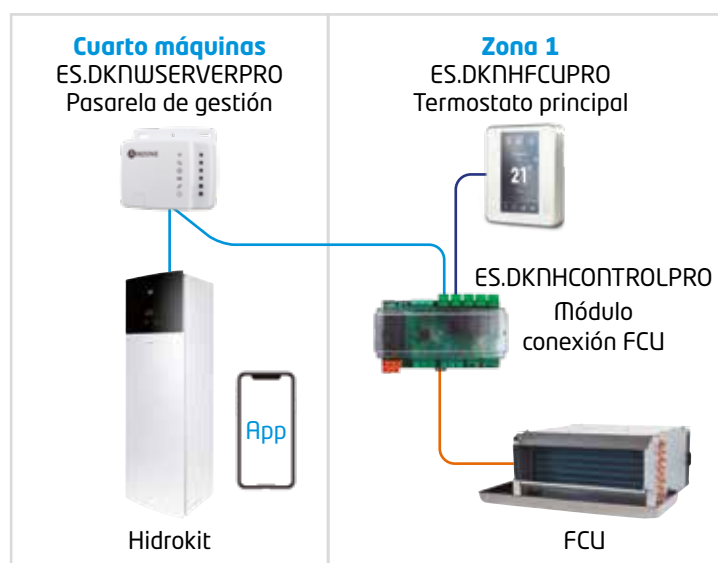 Cuarto máquinas
ES.DKNWSERVERPRO
Pasarela de gestión
Zona 1
ES.DKNHFCUPRO
Termostato principal
21°
ES.DKNHCONTROLPRO
Módulo
conexión FCU
App
Hidrokit
FCU